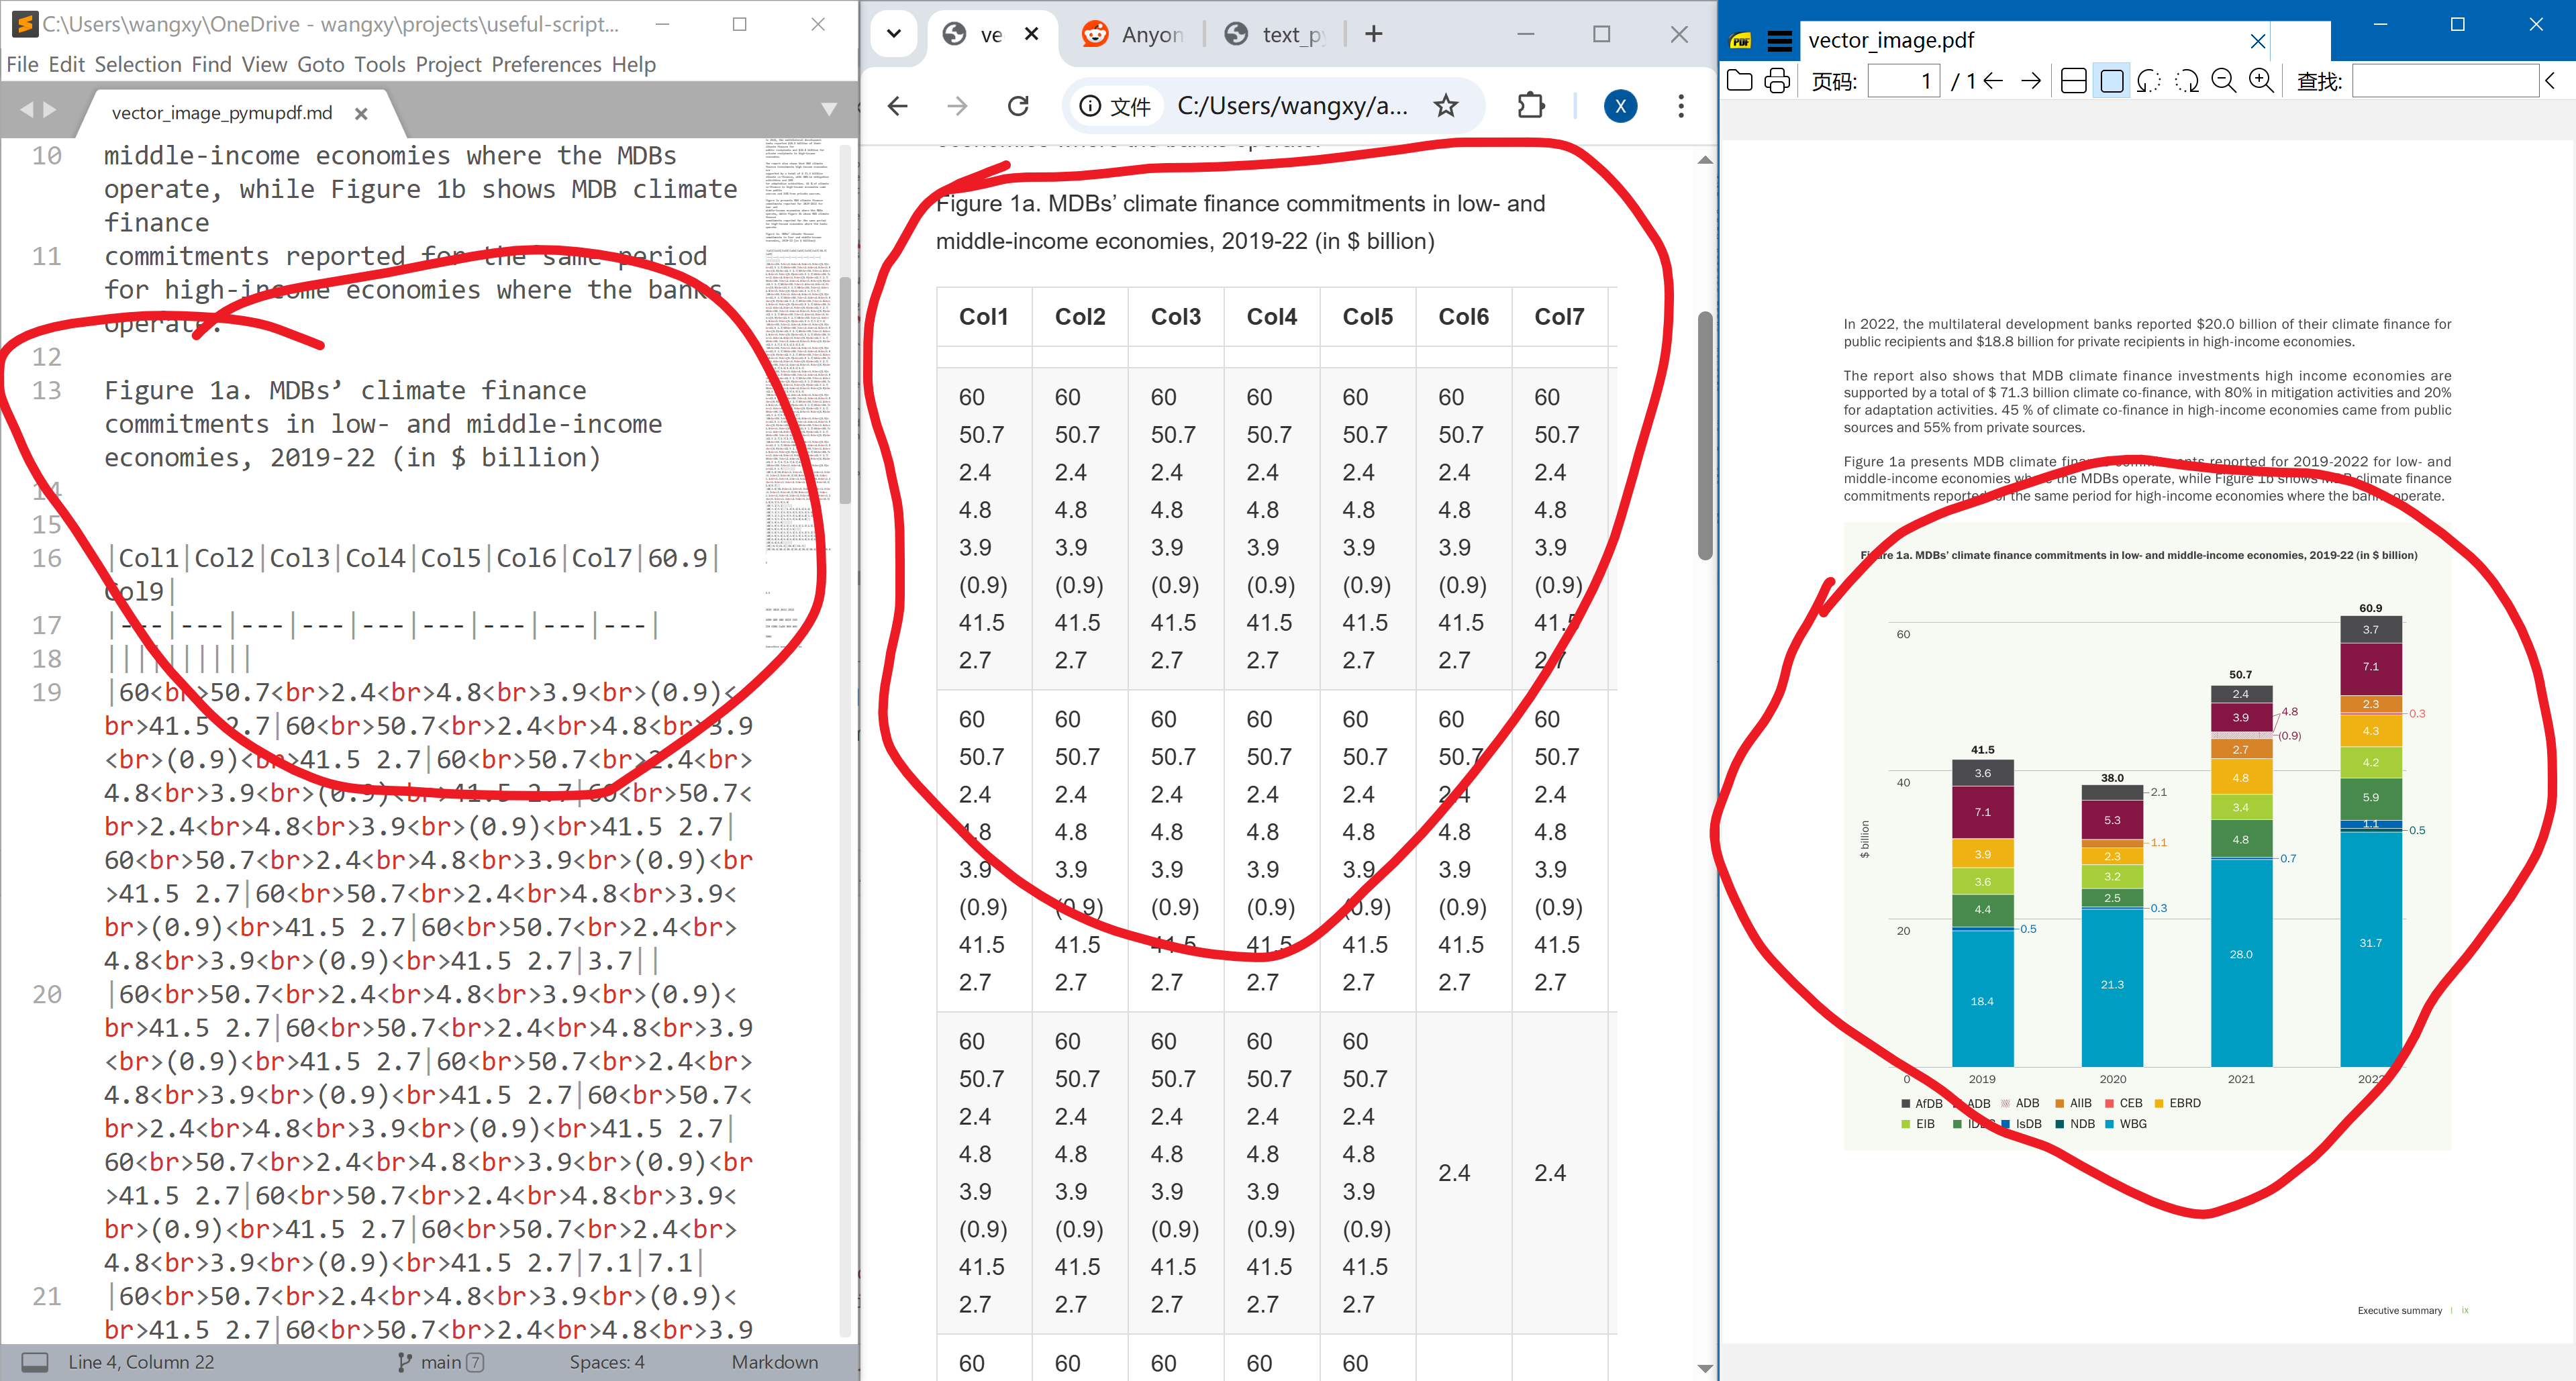 C:\Users\wangxy\OneDrive - wangxy\projects\useful-script...
File Edit Selection Find View Goto Tools Project Preferences Help
vector_image_pymupdf.md
10 middle-income economies where the MDBs
operate, while Figure 1b shows MDB climate
finance
11 commitments reported for the same period
for high-income economies where the banks
operate.
12
13 Figure 1a. MDBs’ climate finance
commitments in low- and middle-income
economies, 2019-22 (in $ billion)
14
15
16 |Col1|Col2|Col3|Col4|Col5|Col6|Col7|60.9|
Col9|
17 |---|---|---|---|---|---|---|---|---|
18 ||||||||||
19 |60<br>50.7<br>2.4<br>4.8<br>3.9<br>(0.9)<
br>41.5 2.7|60<br>50.7<br>2.4<br>4.8<br>3.9
<br>(0.9)<br>41.5 2.7|60<br>50.7<br>2.4<br>
4.8<br>3.9<br>(0.9)<br>41.5 2.7|60<br>50.7<
br>2.4<br>4.8<br>3.9<br>(0.9)<br>41.5 2.7|
60<br>50.7<br>2.4<br>4.8<br>3.9<br>(0.9)<br
>41.5 2.7|60<br>50.7<br>2.4<br>4.8<br>3.9<
br>(0.9)<br>41.5 2.7|60<br>50.7<br>2.4<br>
4.8<br>3.9<br>(0.9)<br>41.5 2.7|3.7||
20 |60<br>50.7<br>2.4<br>4.8<br>3.9<br>(0.9)<
br>41.5 2.7|60<br>50.7<br>2.4<br>4.8<br>3.9
<br>(0.9)<br>41.5 2.7|60<br>50.7<br>2.4<br>
4.8<br>3.9<br>(0.9)<br>41.5 2.7|60<br>50.7<
br>2.4<br>4.8<br>3.9<br>(0.9)<br>41.5 2.7|
60<br>50.7<br>2.4<br>4.8<br>3.9<br>(0.9)<br
>41.5 2.7|60<br>50.7<br>2.4<br>4.8<br>3.9<
br>(0.9)<br>41.5 2.7|60<br>50.7<br>2.4<br>
4.8<br>3.9<br>(0.9)<br>41.5 2.7|7.1|7.1|
21 |60<br>50.7<br>2.4<br>4.8<br>3.9<br>(0.9)<
br>41.5 2.7|60<br>50.7<br>2.4<br>4.8<br>3.9
Line 4, Column 22 main 7 Spaces: 4 Markdown
ve Anyon text_p
文件 C:/Users/wangxy/a... X
economies where the banks operate.
Figure 1a. MDBs’ climate finance commitments in low- and
middle-income economies, 2019-22 (in $ billion)
Col1 Col2 Col3 Col4 Col5 Col6 Col7
60 60 60 60 60 60 60
50.7 50.7 50.7 50.7 50.7 50.7 50.7
2.4 2.4 2.4 2.4 2.4 2.4 2.4
4.8 4.8 4.8 4.8 4.8 4.8 4.8
3.9 3.9 3.9 3.9 3.9 3.9 3.9
(0.9) (0.9) (0.9) (0.9) (0.9) (0.9) (0.9)
41.5 41.5 41.5 41.5 41.5 41.5 41.5
2.7 2.7 2.7 2.7 2.7 2.7 2.7
60 60 60 60 60 60 60
50.7 50.7 50.7 50.7 50.7 50.7 50.7
2.4 2.4 2.4 2.4 2.4 2.4 2.4
4.8 4.8 4.8 4.8 4.8 4.8 4.8
3.9 3.9 3.9 3.9 3.9 3.9 3.9
(0.9) (0.9) (0.9) (0.9) (0.9) (0.9) (0.9)
41.5 41.5 41.5 41.5 41.5 41.5 41.5
2.7 2.7 2.7 2.7 2.7 2.7 2.7
60 60 60 60 60
50.7 50.7 50.7 50.7 50.7
2.4 2.4 2.4 2.4 2.4
4.8 4.8 4.8 4.8 4.8
2.4 2.4
3.9 3.9 3.9 3.9 3.9
(0.9) (0.9) (0.9) (0.9) (0.9)
41.5 41.5 41.5 41.5 41.5
2.7 2.7 2.7 2.7 2.7
60 60 60 60 60
PDF vector_image.pdf
页码: 1 / 1 查找:
In 2022, the multilateral development banks reported $20.0 billion of their climate finance for
public recipients and $18.8 billion for private recipients in high-income economies.
The report also shows that MDB climate finance investments high income economies are
supported by a total of $ 71.3 billion climate co-finance, with 80% in mitigation activities and 20%
for adaptation activities. 45 % of climate co-finance in high-income economies came from public
sources and 55% from private sources.
Figure 1a presents MDB climate finance commitments reported for 2019-2022 for low- and
middle-income economies where the MDBs operate, while Figure 1b shows MDB climate finance
commitments reported for the same period for high-income economies where the banks operate.
Figure 1a. MDBs’ climate finance commitments in low- and middle-income economies, 2019-22 (in $ billion)
$ billion
60
40
20
0
41.5
3.6
7.1
3.9
3.6
4.4
0.5
18.4
2019
38.0
2.1
5.3
1.1
2.3
3.2
2.5
0.3
21.3
2020
50.7
2.4
3.9
4.8
(0.9)
2.7
4.8
3.4
4.8
0.7
28.0
2021
60.9
3.7
7.1
2.3
0.3
4.3
4.2
5.9
1.1
0.5
31.7
2022
AfDB ADB ADB AIIB CEB EBRD
EIB IDBG IsDB NDB WBG
Executive summary | ix